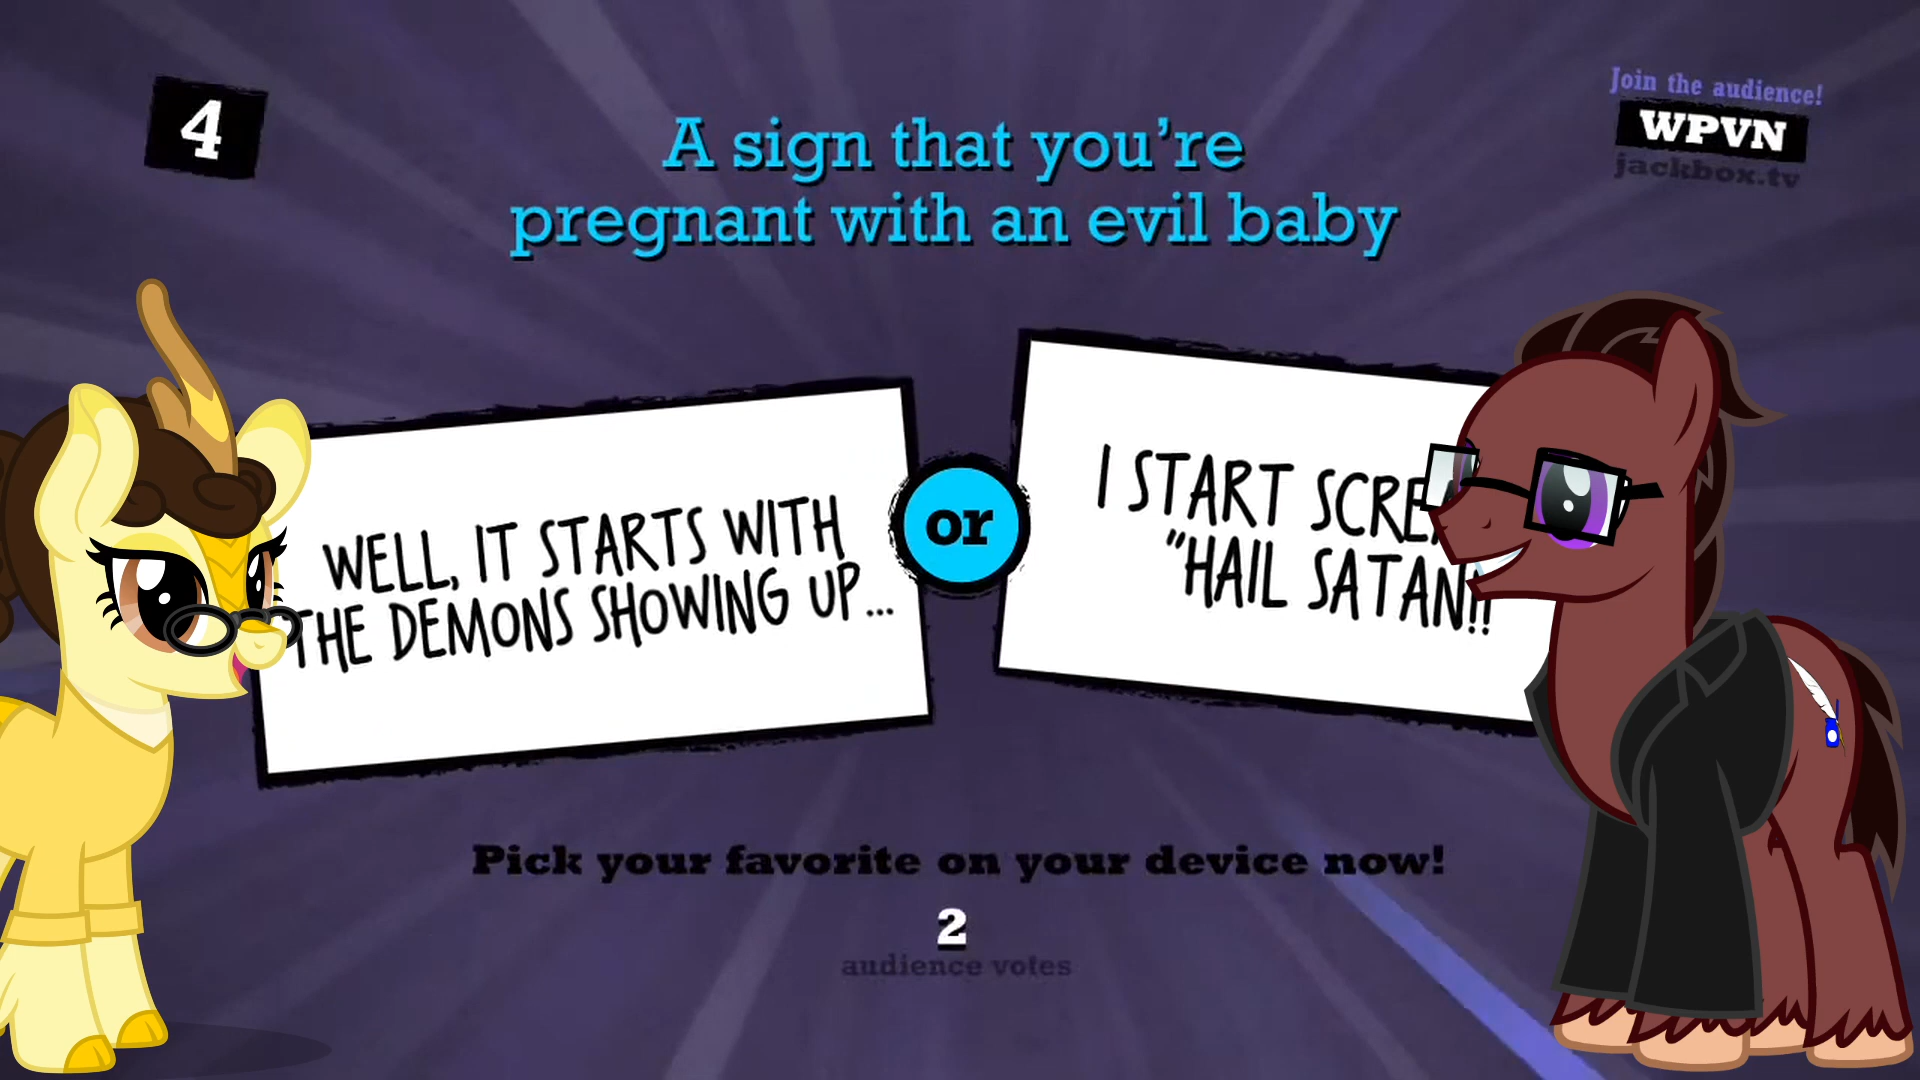 4
Join the audience!
WPVN
jackbox.tv
A sign that you’re
pregnant with an evil baby
WELL, IT STARTS WITH
THE DEMONS SHOWING UP...
or
I START
"HAIL SATAN!!
Pick your favorite on your device now!
2
audience votes